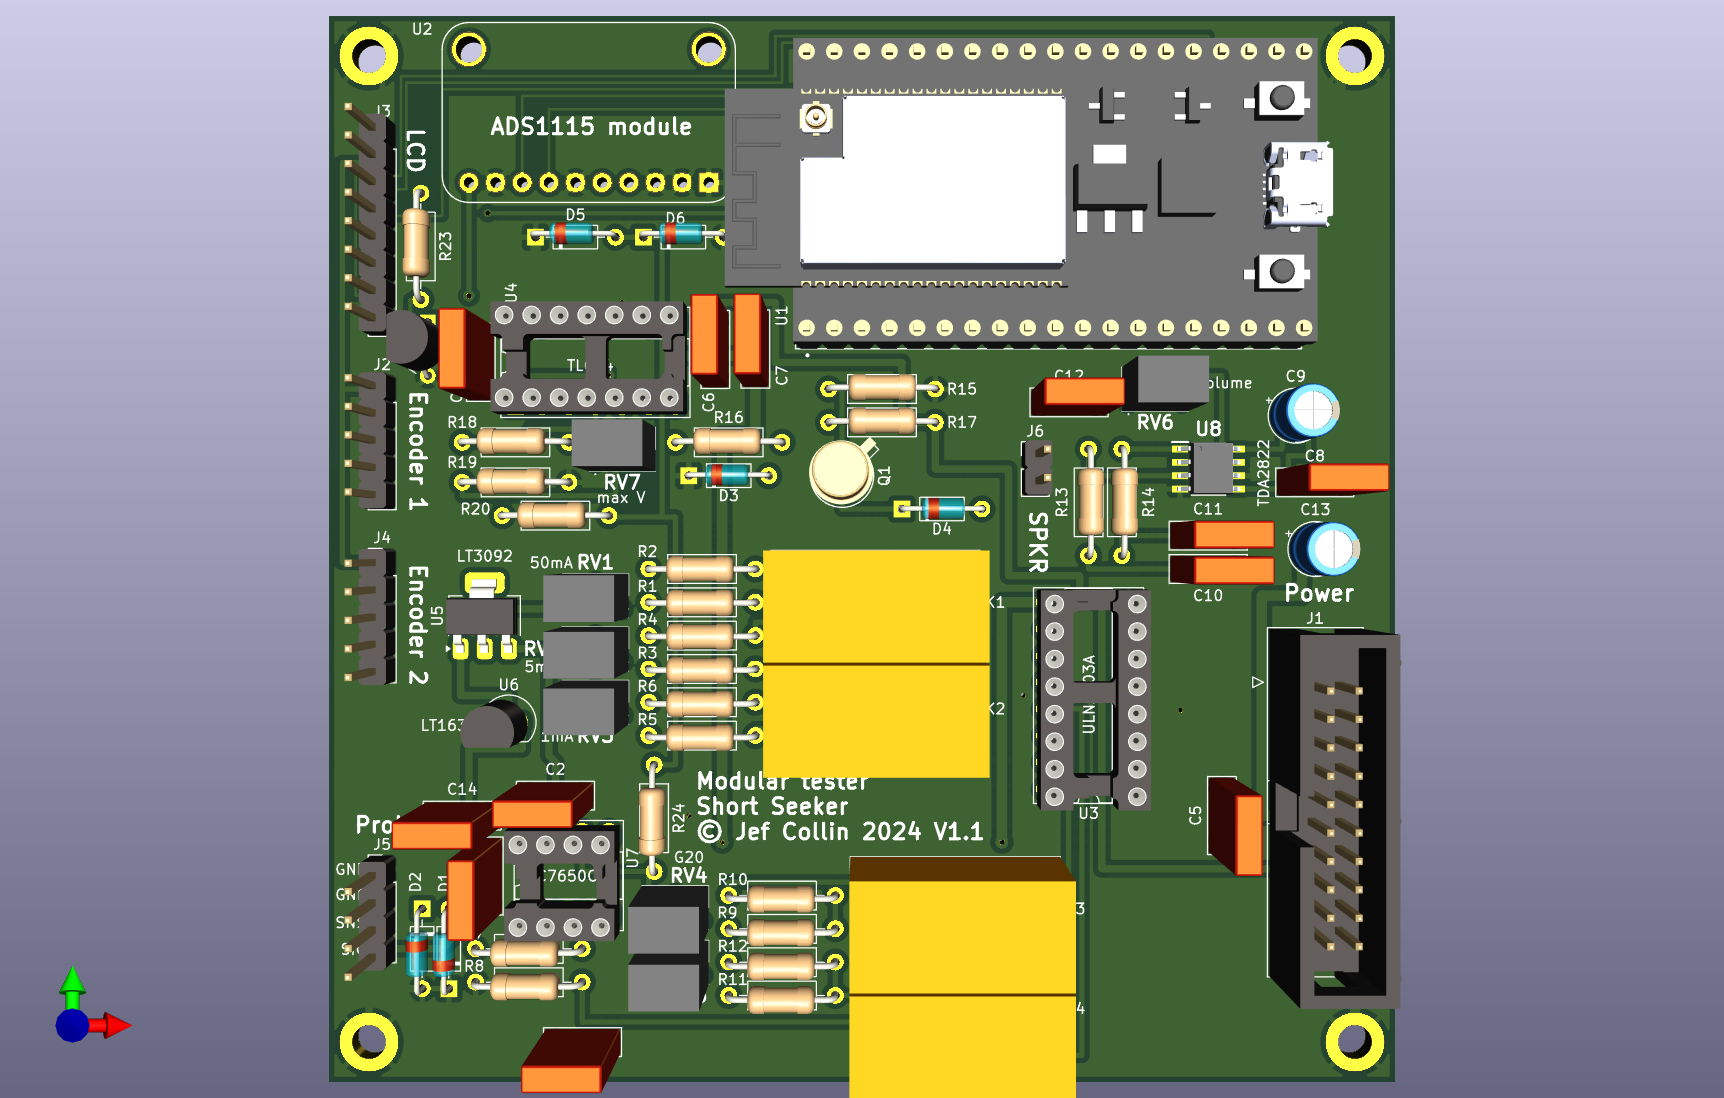 U2
J3
LCD
ADS1115 module
D5
D6
R23
U4
U1
J2
C6
C7
R15
R17
C9
RV6
J6
U8
TDA2822
C8
Encoder 1
R18
R16
R19
RV7
max V
D3
Q1
R20
D4
R13
R14
SPKR
C11
C13
C10
Power
J1
J4
LT3092
50mA RV1
R2
R1
R4
R3
R6
R5
U5
Encoder 2
U6
U3
C2
C14
Modular tester
Short Seeker
© Jef Collin 2024 V1.1
R24
C5
U7
G20
RV4
J5
D2
D1
R8
R10
R9
R12
R11